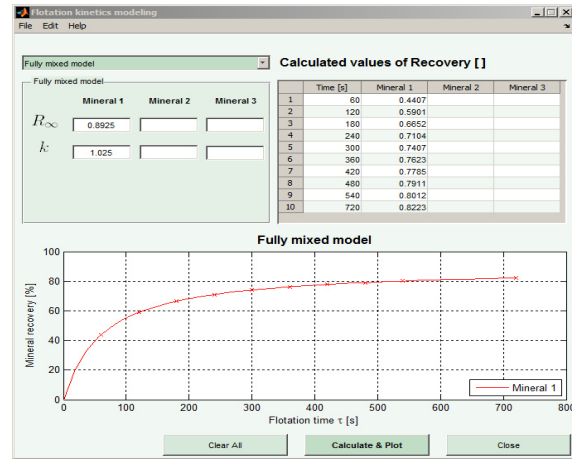 Flotation kinetics modeling
File Edit Help
Fully mixed model
Calculated values of Recovery [ ]
Fully mixed model
Mineral 1 Mineral 2 Mineral 3
R∞ 0.8925
k 1.025
Time [s] Mineral 1 Mineral 2 Mineral 3
1 60 0.4407
2 120 0.5901
3 180 0.6652
4 240 0.7104
5 300 0.7407
6 360 0.7623
7 420 0.7785
8 480 0.7911
9 540 0.8012
10 720 0.8223
Fully mixed model
Mineral recovery [%]
100
80
60
40
20
0
0 100 200 300 400 500 600 700 800
Mineral 1
Flotation time τ [s]
Clear All Calculate & Plot Close